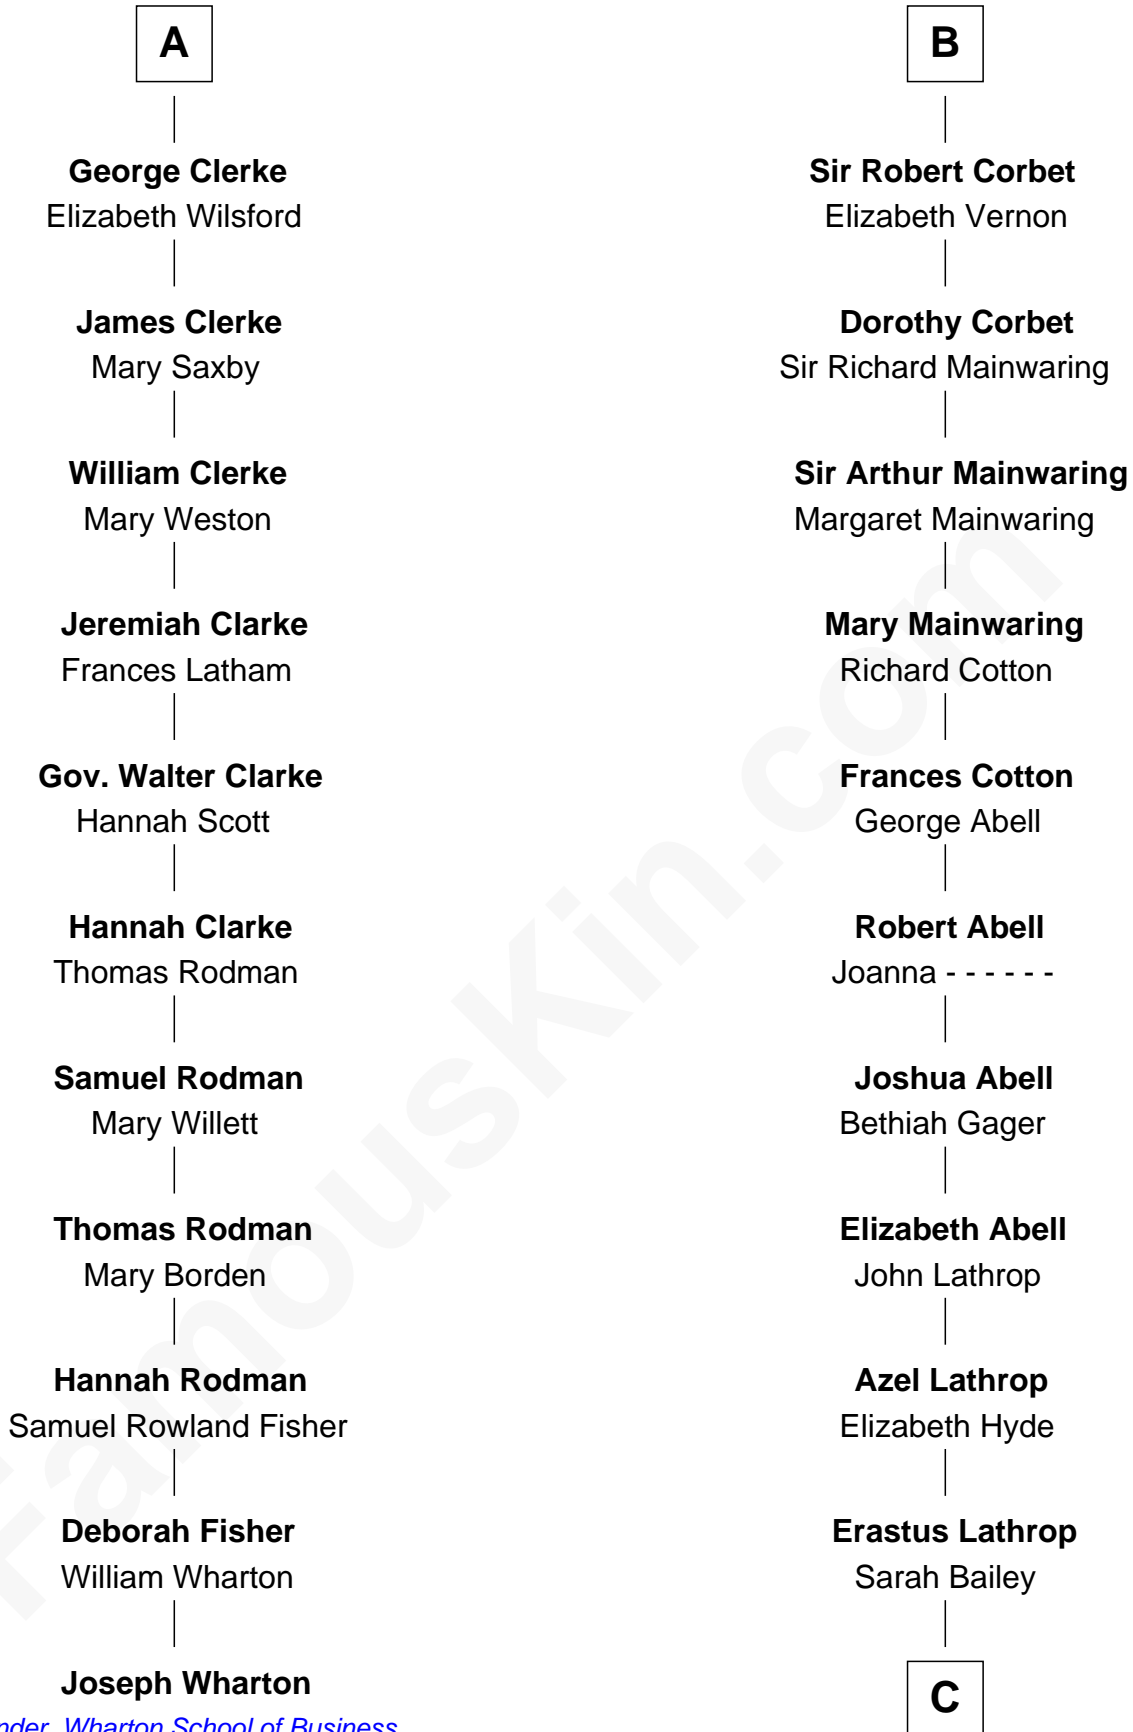 A
George Clerke
Elizabeth Wilsford
James Clerke
Mary Saxby
William Clerke
Mary Weston
Jeremiah Clarke
Frances Latham
Gov. Walter Clarke
Hannah Scott
Hannah Clarke
Thomas Rodman
Samuel Rodman
Mary Willett
Thomas Rodman
Mary Borden
Hannah Rodman
Samuel Rowland Fisher
Deborah Fisher
William Wharton
Joseph Wharton
Wharton School of Business
B
Sir Robert Corbet
Elizabeth Vernon
Dorothy Corbet
Sir Richard Mainwaring
Sir Arthur Mainwaring
Margaret Mainwaring
Mary Mainwaring
Richard Cotton
Frances Cotton
George Abell
Robert Abell
Joanna - - - - - -
Joshua Abell
Bethiah Gager
Elizabeth Abell
John Lathrop
Azel Lathrop
Elizabeth Hyde
Erastus Lathrop
Sarah Bailey
C
FamousKin.com